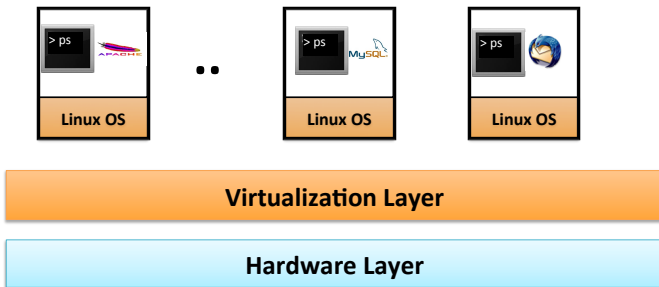 > ps
APACHE
Linux OS
..
> ps
MySQL
Linux OS
> ps
Linux OS
Virtualization Layer
Hardware Layer